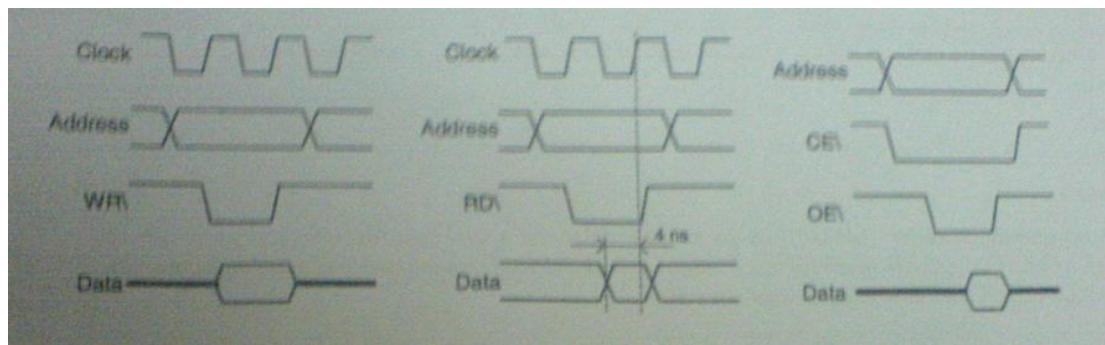 Clock
Address
WR\
Data
Clock
Address
RD\
4 ns
Data
Address
CE\
OE\
Data